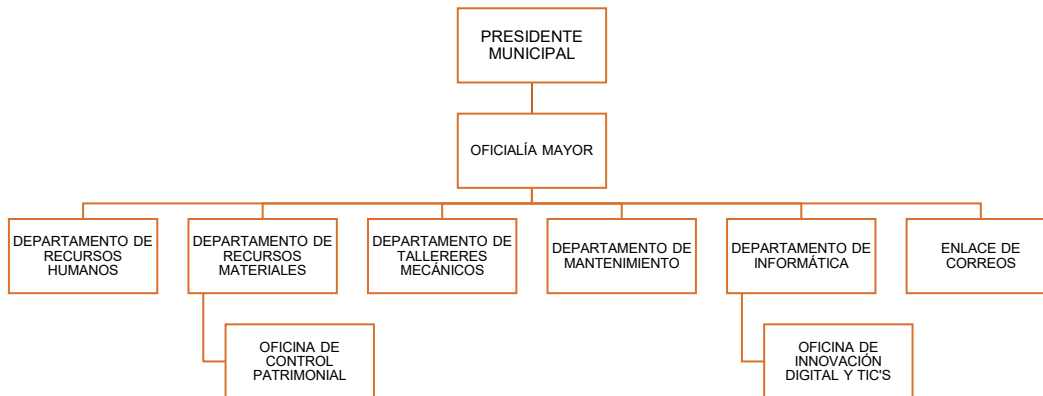 PRESIDENTE
MUNICIPAL
OFICIALÍA MAYOR
DEPARTAMENTO DE
RECURSOS
HUMANOS
DEPARTAMENTO DE
RECURSOS
MATERIALES
DEPARTAMENTO DE
TALLERERES
MECÁNICOS
DEPARTAMENTO DE
MANTENIMIENTO
DEPARTAMENTO DE
INFORMÁTICA
ENLACE DE
CORREOS
OFICINA DE
CONTROL
PATRIMONIAL
OFICINA DE
INNOVACIÓN
DIGITAL Y TIC'S